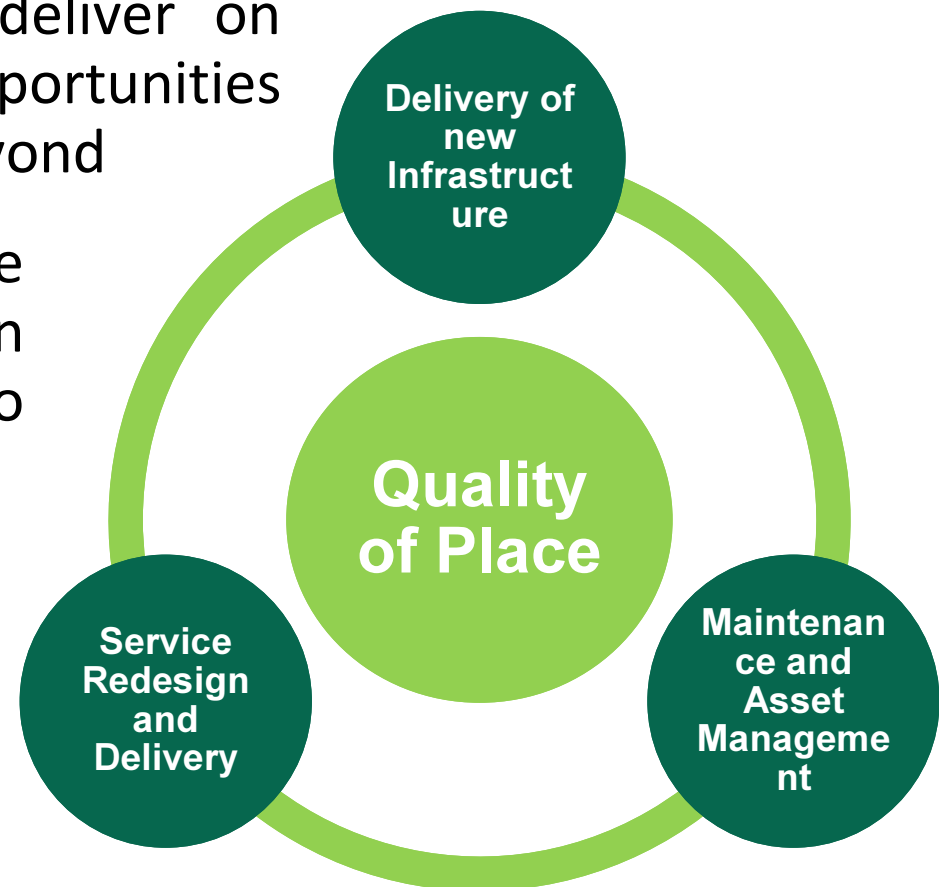 deliver on
portunities
yond
e
n
o
Delivery of
new
Infrastruct
ure
Quality
of Place
Service
Redesign
and
Delivery
Maintenan
ce and
Asset
Manageme
nt